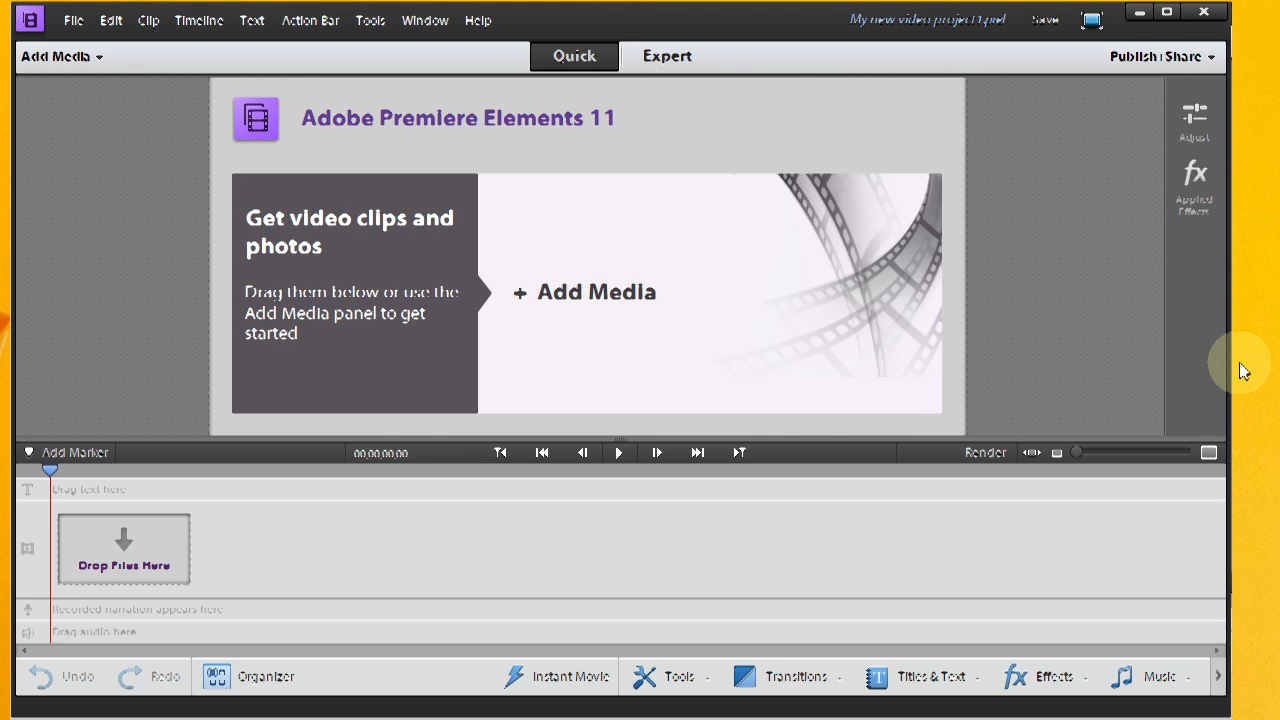 File Edit Clip Timeline Text Action Bar Tools Window Help My new video project1.prel Save
Add Media Quick Expert Publish+Share
Adobe Premiere Elements 11
Adjust
fx
Applied
Effects
Get video clips and
photos
Drag them below or use the
Add Media panel to get
started
+ Add Media
Add Marker 00;00;00;00 Render
T Drag text here
Drop Files Here
Recorded narration appears here
Drag audio here
Undo Redo Organizer Instant Movie Tools Transitions T Titles & Text fx Effects Music